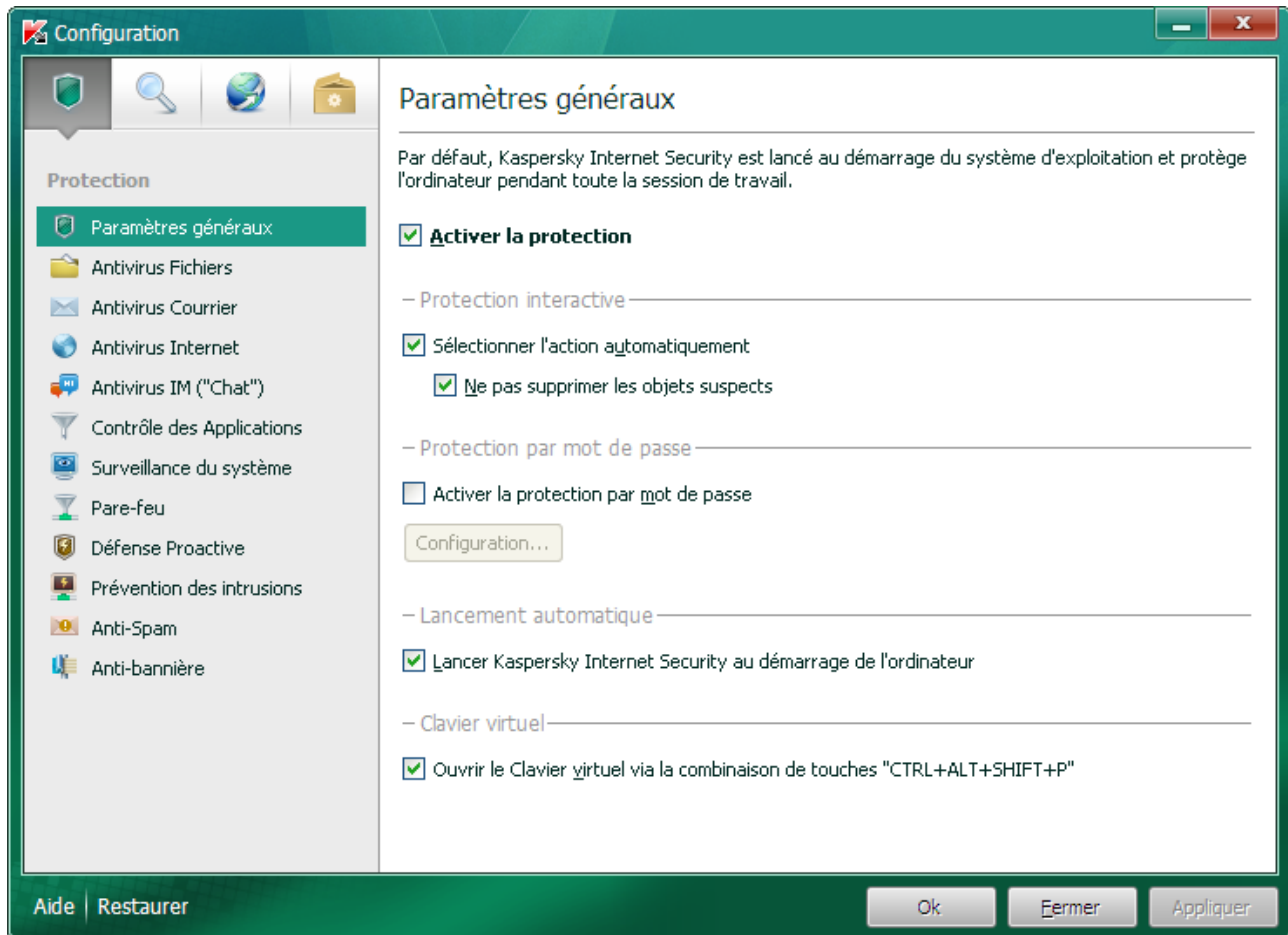 Configuration
Protection
Paramètres généraux
Antivirus Fichiers
Antivirus Courrier
Antivirus Internet
Antivirus IM ("Chat")
Contrôle des Applications
Surveillance du système
Pare-feu
Défense Proactive
Prévention des intrusions
Anti-Spam
Anti-bannière
Paramètres généraux
Par défaut, Kaspersky Internet Security est lancé au démarrage du système d'exploitation et protège
l'ordinateur pendant toute la session de travail.
Activer la protection
Protection interactive
Sélectionner l'action automatiquement
Ne pas supprimer les objets suspects
Protection par mot de passe
Activer la protection par mot de passe
Configuration...
Lancement automatique
Lancer Kaspersky Internet Security au démarrage de l'ordinateur
Clavier virtuel
Ouvrir le Clavier virtuel via la combinaison de touches "CTRL+ALT+SHIFT+P"
Aide | Restaurer
Ok
Fermer
Appliquer